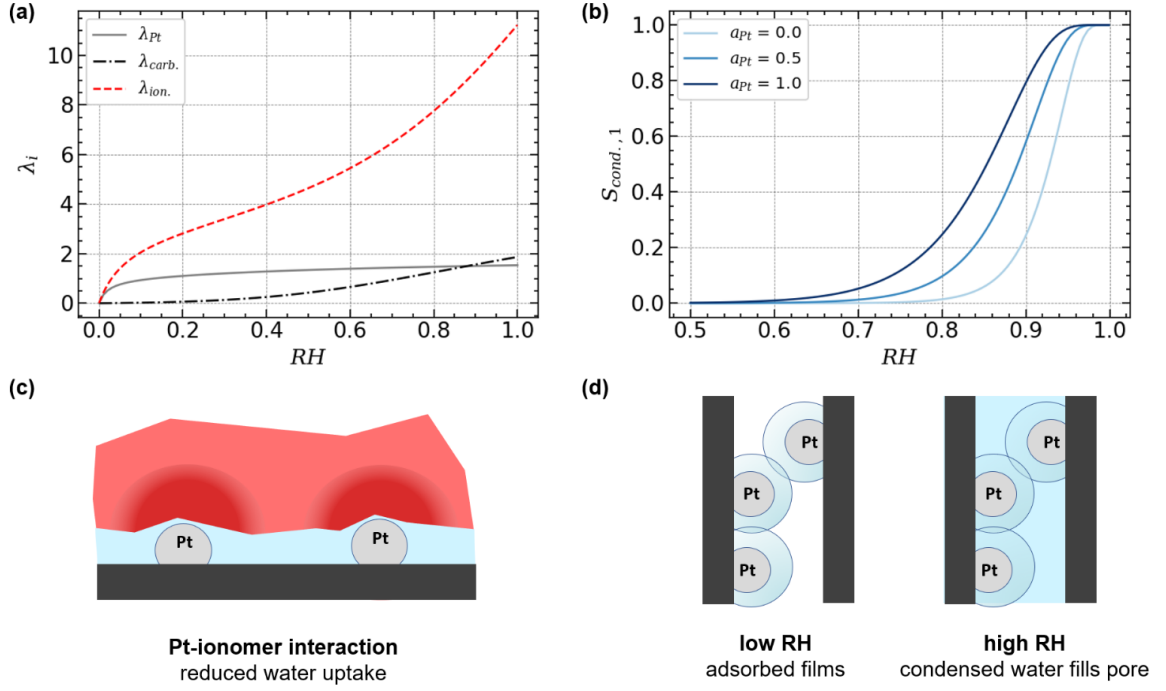 (a)
λPt
λcarb.
λion.
10
8
6
4
2
0
λi
0.0 0.2 0.4 0.6 0.8 1.0
RH
(b)
aPt = 0.0
aPt = 0.5
aPt = 1.0
1.0
0.8
0.6
0.4
0.2
0.0
Scond., 1
0.5 0.6 0.7 0.8 0.9 1.0
RH
(c)
Pt
Pt
Pt-ionomer interaction
reduced water uptake
(d)
Pt
Pt
Pt
low RH
adsorbed films
Pt
Pt
Pt
high RH
condensed water fills pore